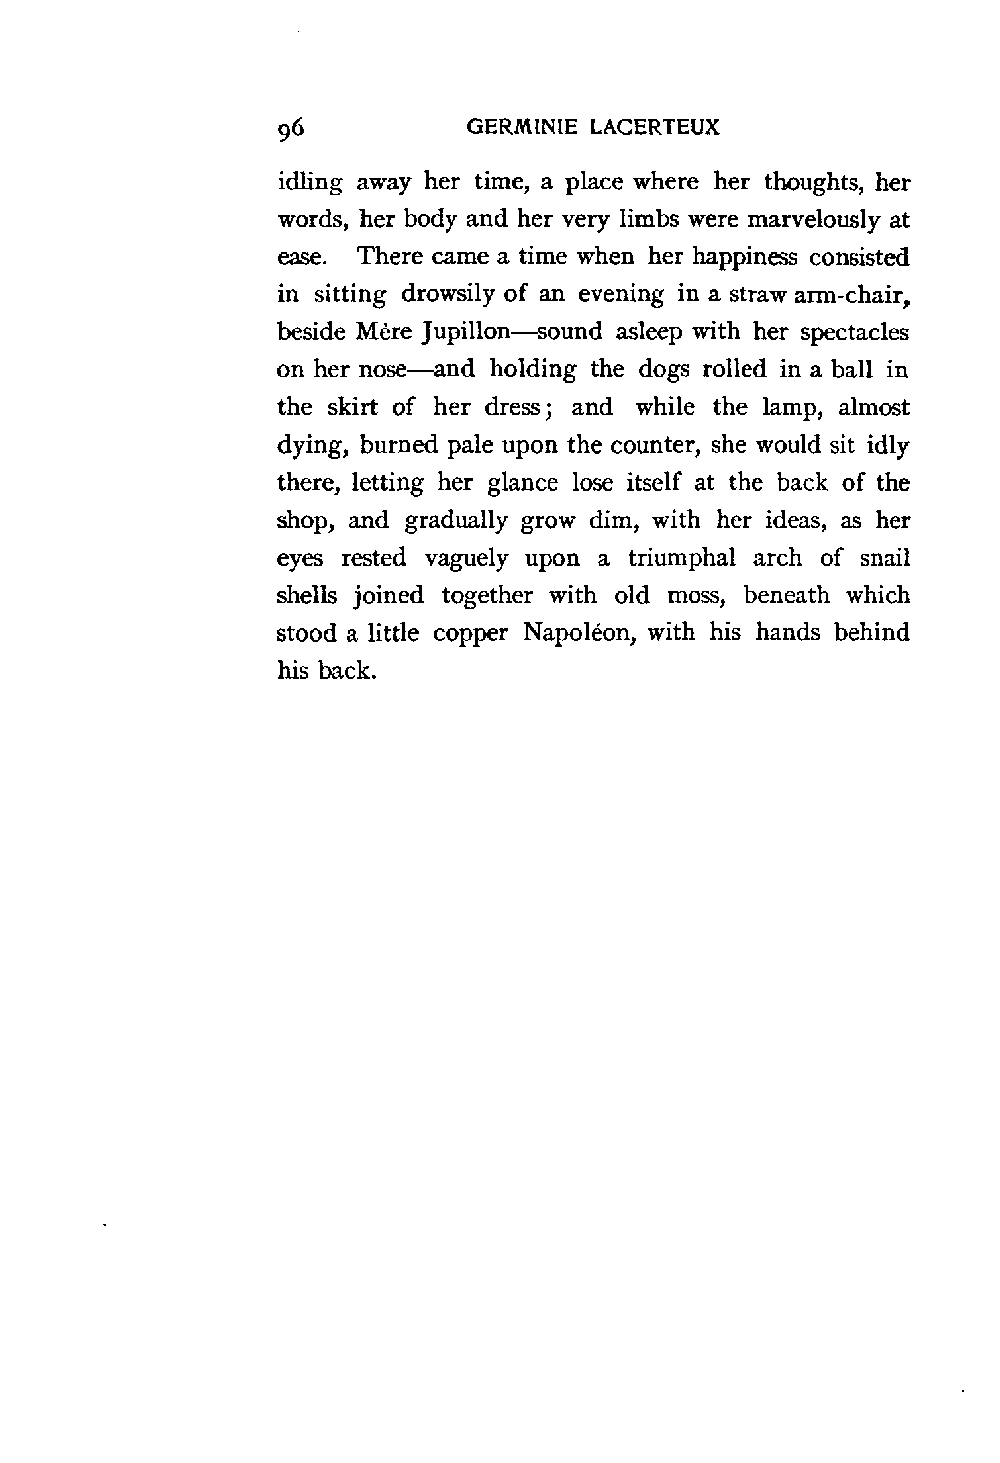 96 GERMINIE LACERTEUX
idling away her time, a place where her thoughts, her
words, her body and her very limbs were marvelously at
ease. There came a time when her happiness consisted
in sitting drowsily of an evening in a straw arm-chair,
beside Mère Jupillon—sound asleep with her spectacles
on her nose—and holding the dogs rolled in a ball in
the skirt of her dress; and while the lamp, almost
dying, burned pale upon the counter, she would sit idly
there, letting her glance lose itself at the back of the
shop, and gradually grow dim, with her ideas, as her
eyes rested vaguely upon a triumphal arch of snail
shells joined together with old moss, beneath which
stood a little copper Napoléon, with his hands behind
his back.